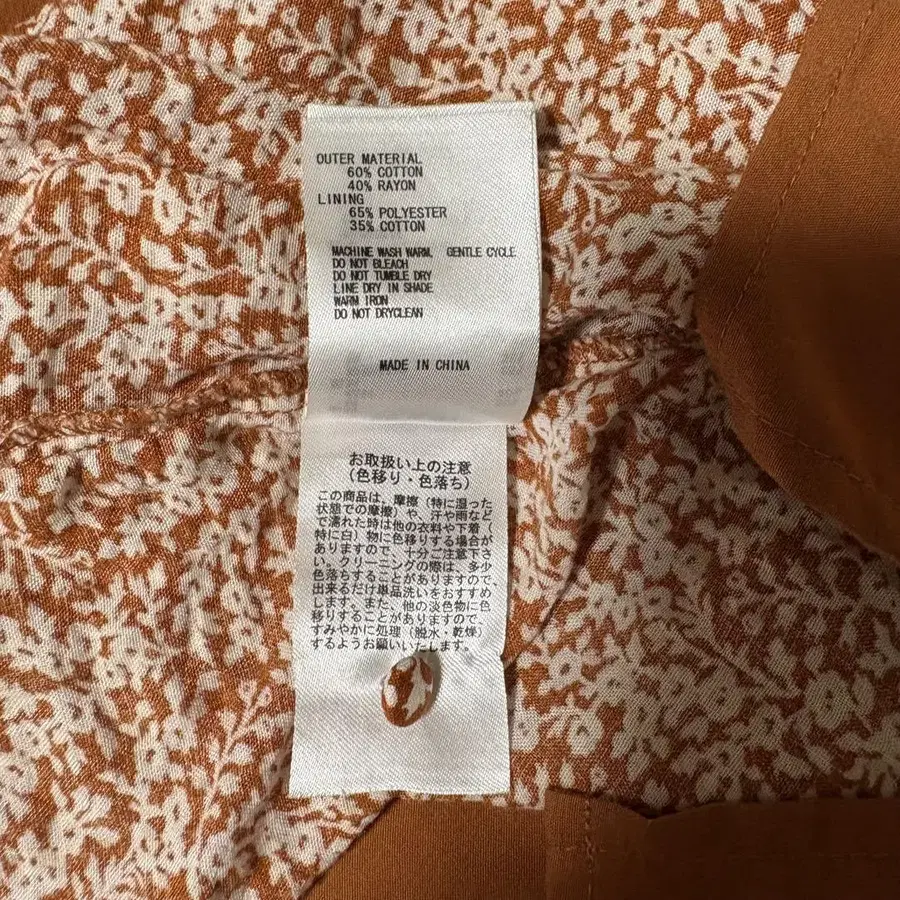 OUTER MATERIAL
60% COTTON
40% RAYON
LINING
65% POLYESTER
35% COTTON
MACHINE WASH WARM, GENTLE CYCLE
DO NOT BLEACH
DO NOT TUMBLE DRY
LINE DRY IN SHADE
WARM IRON
DO NOT DRYCLEAN
MADE IN CHINA
お取扱い上の注意
(色移り・色落ち)
この商品は、摩擦(特に湿った
状態での摩擦)や、汗や雨など
で濡れた時は他の衣料や下着(
特に白)物に色移りする場合が
ありますので、十分ご注意下さ
い。クリーニングの際は、多少
色落ちすることがありますので、
出来るだけ単品洗いをおすすめ
します。また、他の淡色物に色
移りすることがありますので、
すみやかに処理(脱水・乾燥)
するようお願いいたします。